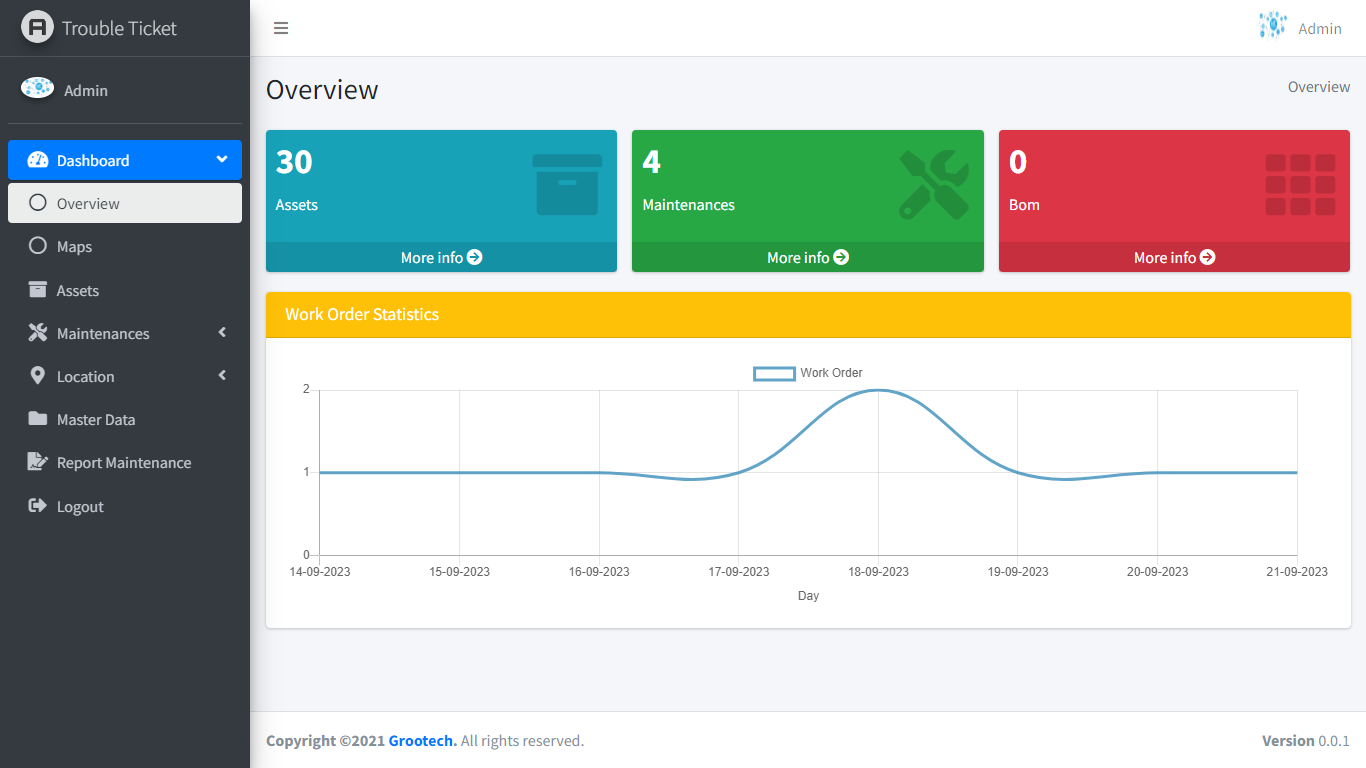 Trouble Ticket
Admin
Dashboard
Overview
Maps
Assets
Maintenances
Location
Master Data
Report Maintenance
Logout
Admin
Overview
Overview
30
Assets
More info
4
Maintenances
More info
0
Bom
More info
Work Order Statistics
Work Order
2
1
0
14-09-2023 15-09-2023 16-09-2023 17-09-2023 18-09-2023 19-09-2023 20-09-2023 21-09-2023
Day
Copyright ©2021 Grootech. All rights reserved.
Version 0.0.1